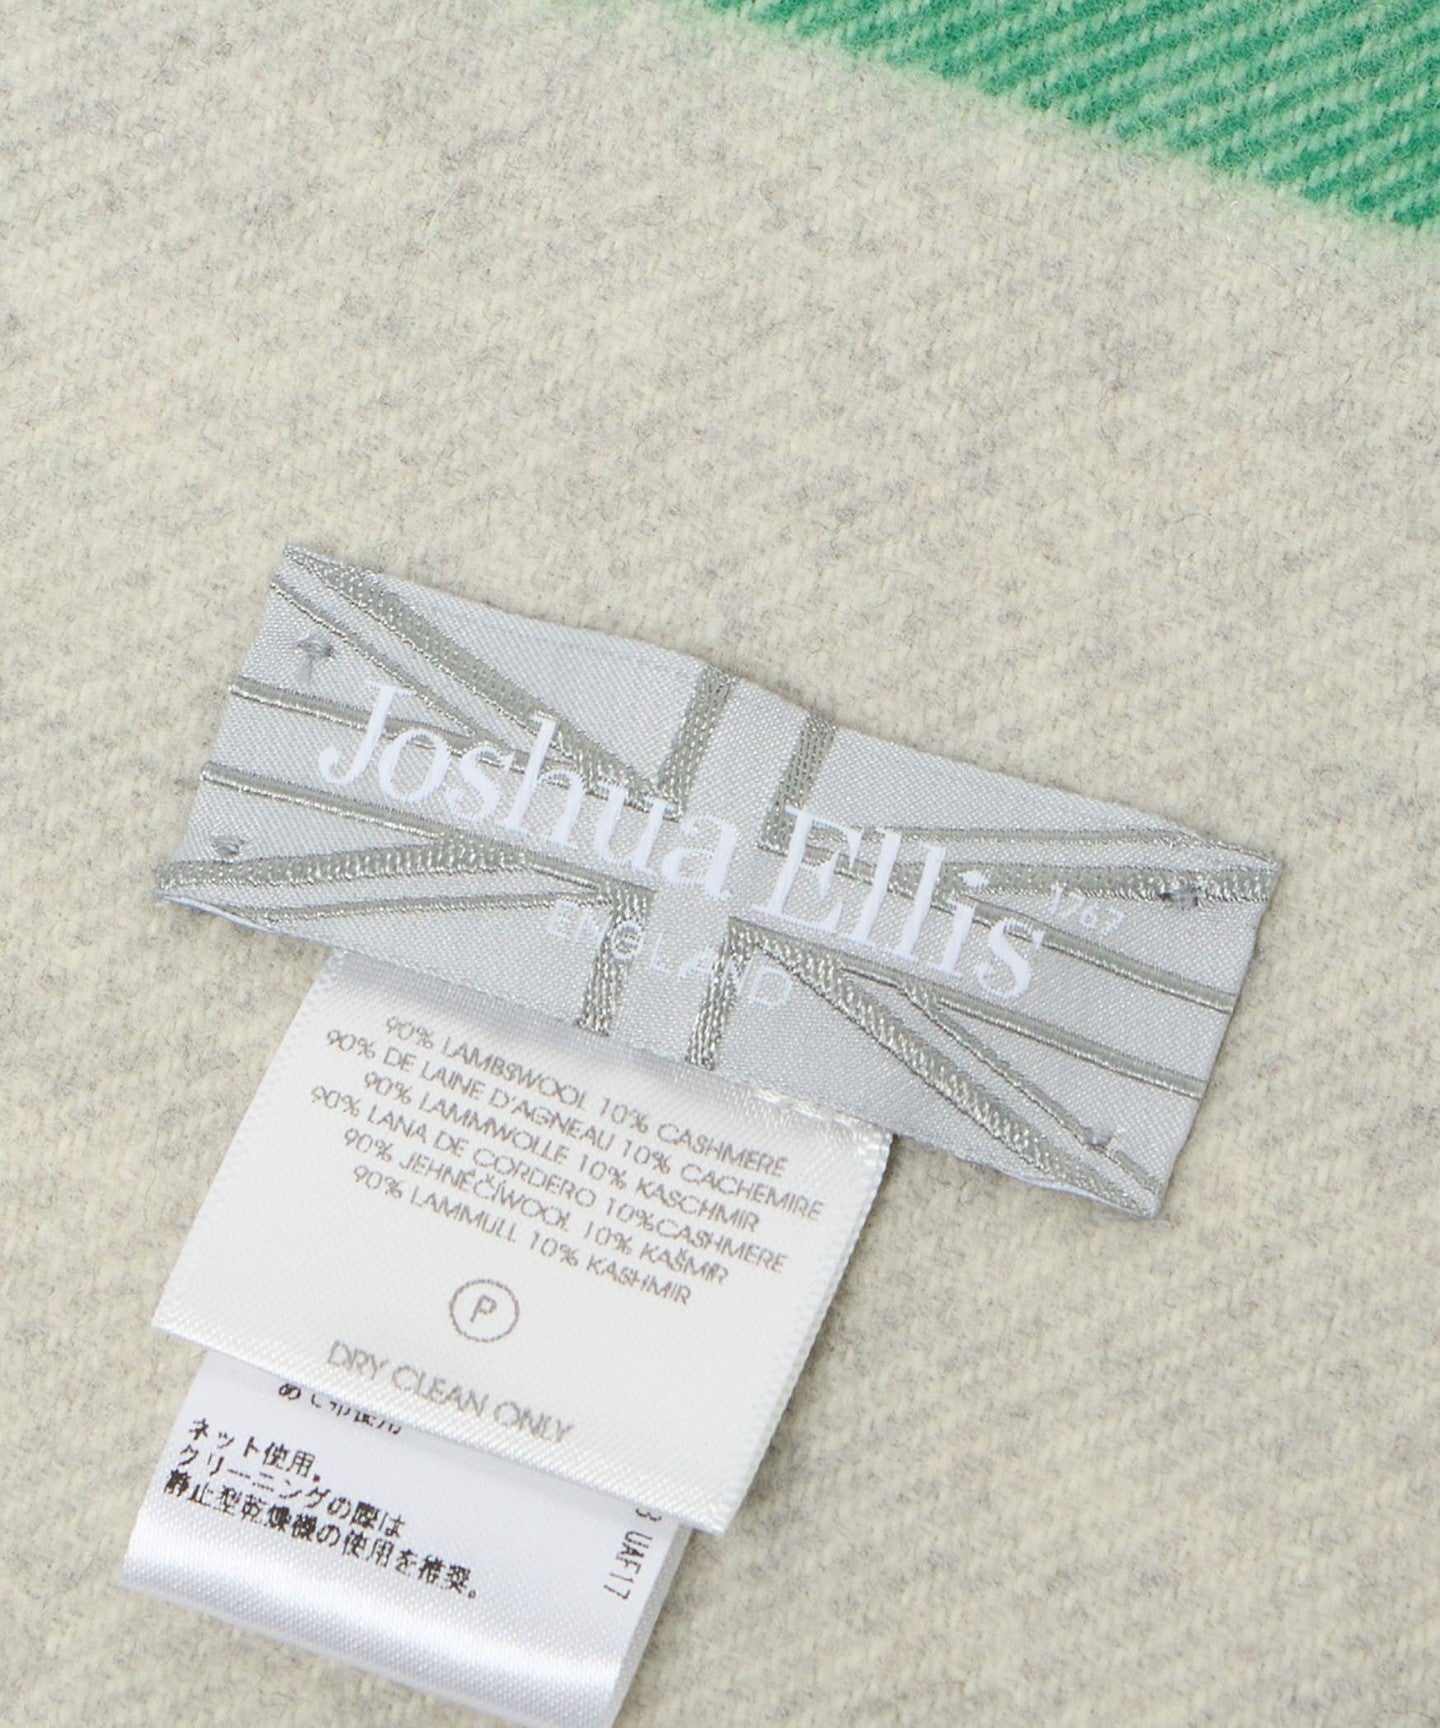 Joshua Ellis 1767
ENGLAND
90% LAMBSWOOL 10% CASHMERE
90% DE LAINE D'AGNEAU 10% CACHEMIRE
90% LAMMWOLLE 10% KASCHMIR
90% LANA DE CORDERO 10%CASHMERE
90% JEHNĚČÍWOOL 10% KAŠMIR
90% LAMMULL 10% KASHMIR
P
DRY CLEAN ONLY
ネット使用。
クリーニングの際は
静止型乾燥機の使用を推奨。
3 UAF17